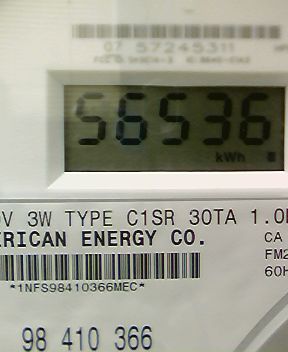 07 57245311
56536
kWh
V 3W TYPE C1SR 30TA 1.0
ERICAN ENERGY CO.
CA
FM2
60H
*1NFS98410366MEC*
98 410 366